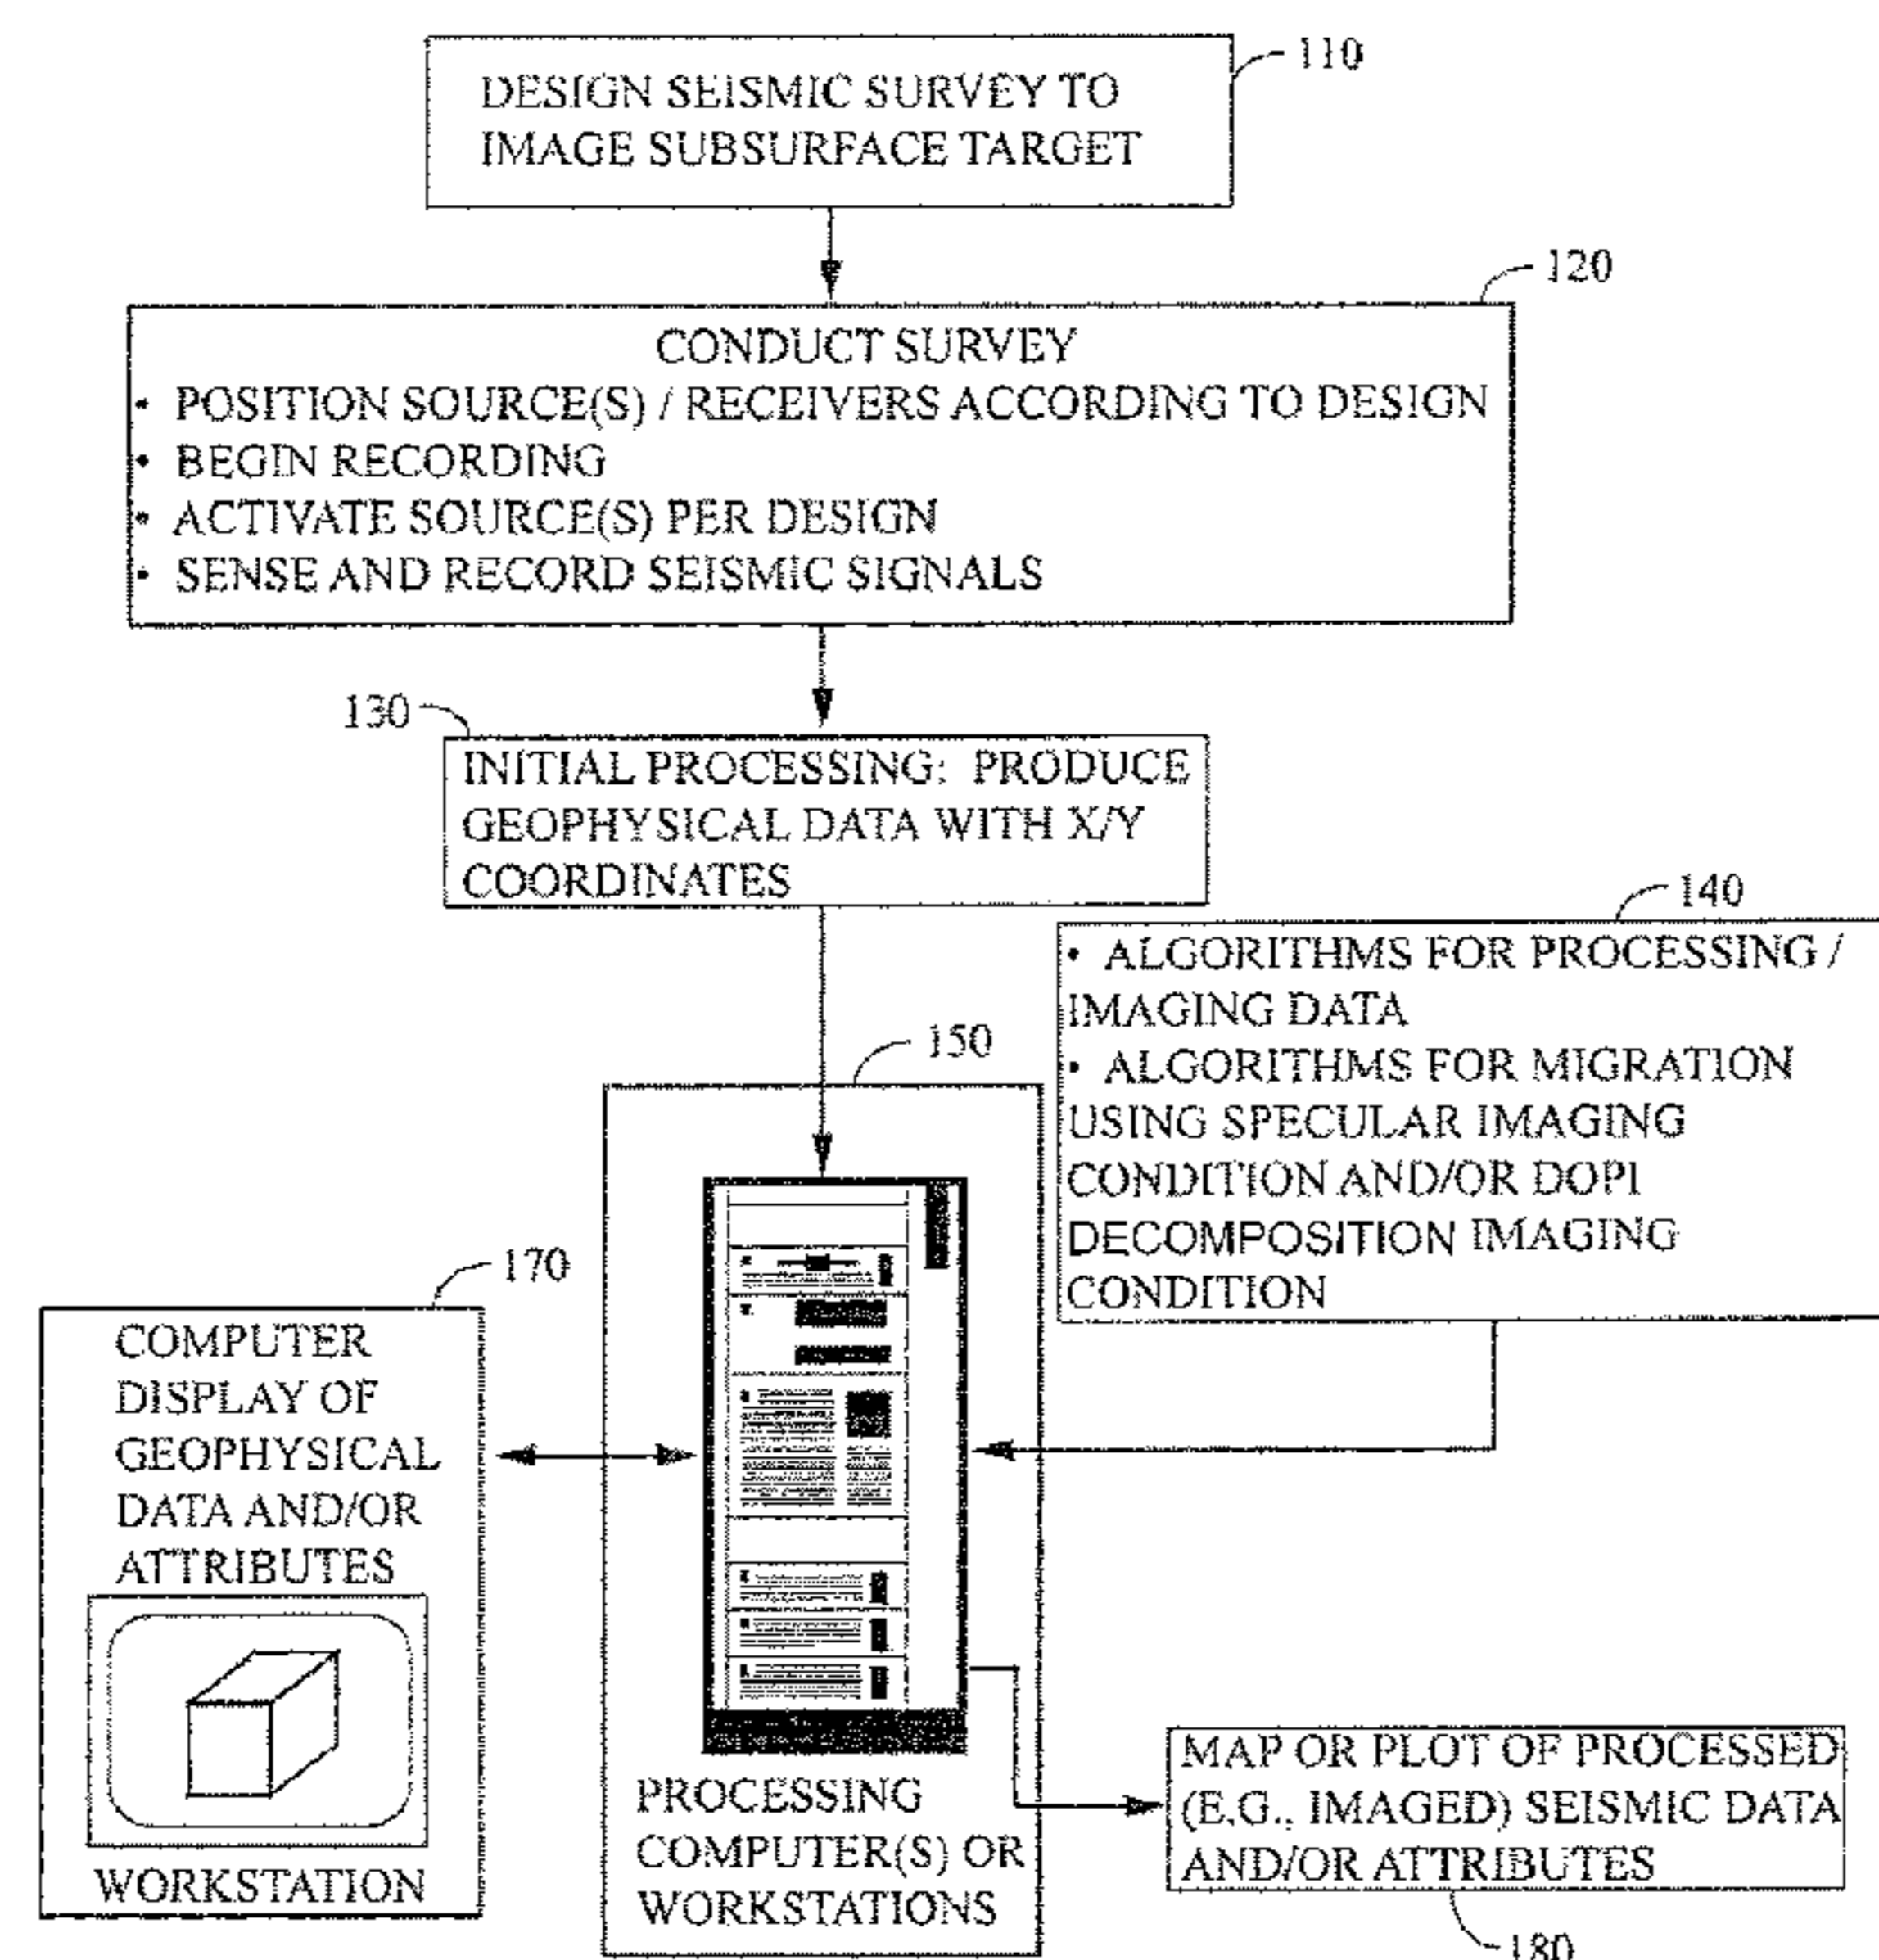 110
DESIGN SEISMIC SURVEY TO
IMAGE SUBSURFACE TARGET
120
CONDUCT SURVEY
• POSITION SOURCE(S) / RECEIVERS ACCORDING TO DESIGN
• BEGIN RECORDING
• ACTIVATE SOURCE(S) PER DESIGN
• SENSE AND RECORD SEISMIC SIGNALS
130
INITIAL PROCESSING: PRODUCE
GEOPHYSICAL DATA WITH X/Y
COORDINATES
140
• ALGORITHMS FOR PROCESSING /
IMAGING DATA
• ALGORITHMS FOR MIGRATION
USING SPECULAR IMAGING
CONDITION AND/OR DOPI
DECOMPOSITION IMAGING
CONDITION
150
PROCESSING
COMPUTER(S) OR
WORKSTATIONS
170
COMPUTER
DISPLAY OF
GEOPHYSICAL
DATA AND/OR
ATTRIBUTES
WORKSTATION
MAP OR PLOT OF PROCESSED
(E.G., IMAGED) SEISMIC DATA
AND/OR ATTRIBUTES
180